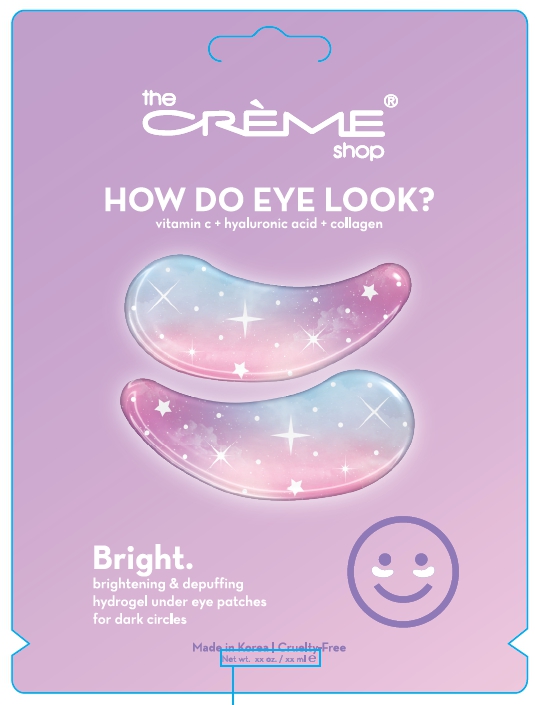 the
CRÈME®
shop
HOW DO EYE LOOK?
vitamin c + hyaluronic acid + collagen
Bright.
brightening & depuffing
hydrogel under eye patches
for dark circles
Made in Korea | Cruelty-Free
Net wt. xx oz. / xx ml ℮